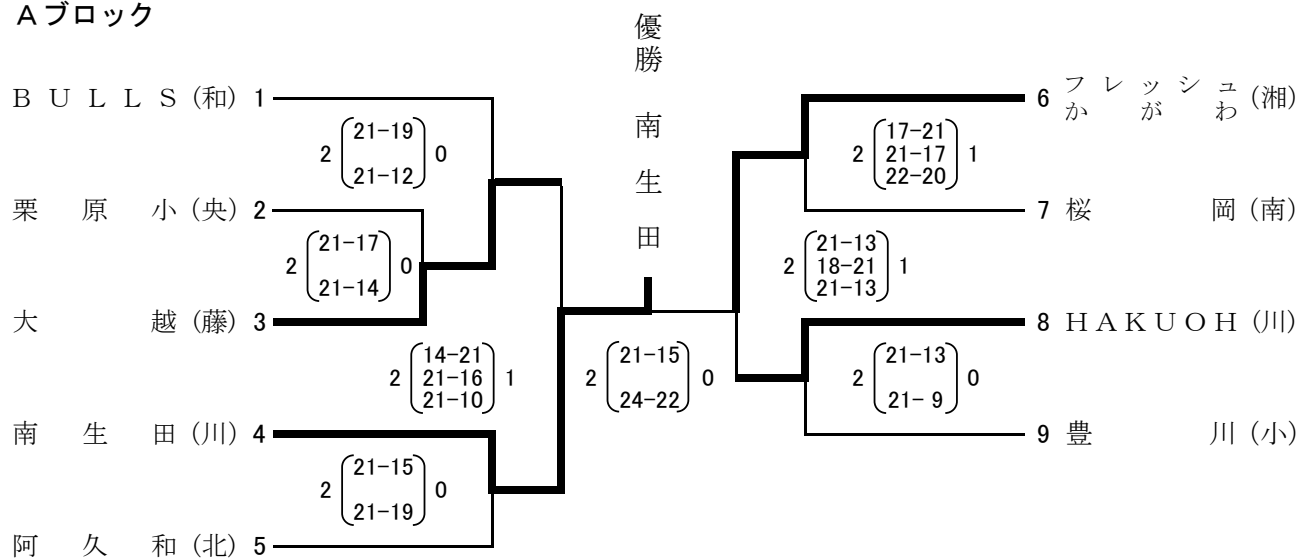 Aブロック
優勝 南生田
BULLS(和) 1
2 21-19 21-12 0
栗原小(央) 2
2 21-17 21-14 0
大越(藤) 3
2 14-21 21-16 21-10 1
南生田(川) 4
2 21-15 21-19 0
阿久和(北) 5
2 21-15 24-22 0
6 フレッシュかがわ(湘)
2 17-21 21-17 22-20 1
7 桜岡(南)
2 21-13 18-21 21-13 1
8 HAKUOH(川)
2 21-13 21-9 0
9 豊川(小)